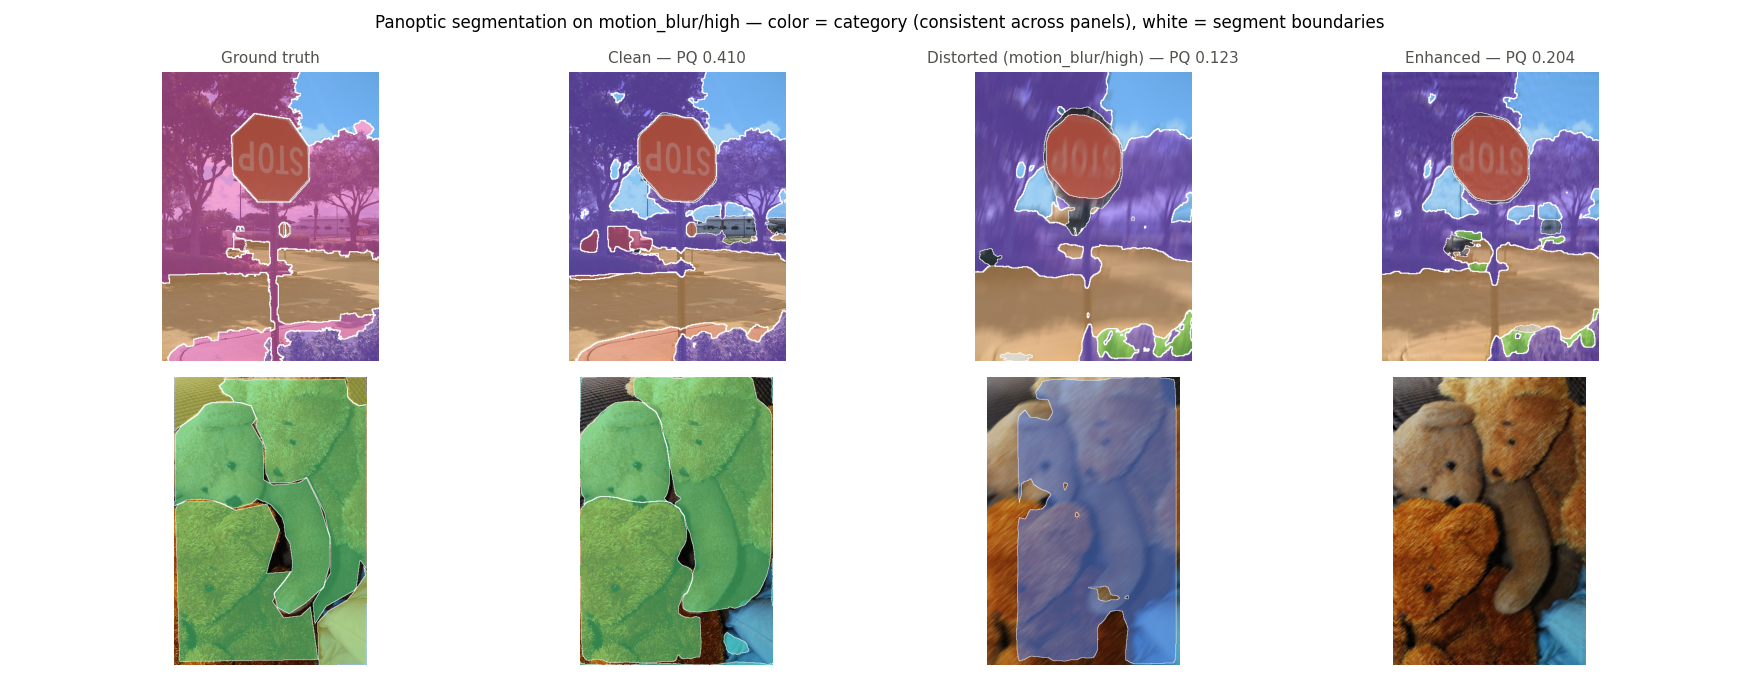 Panoptic segmentation on motion_blur/high — color = category (consistent across panels), white = segment boundaries
Ground truth
Clean — PQ 0.410
Distorted (motion_blur/high) — PQ 0.123
Enhanced — PQ 0.204
STOP
STOP
STOP
STOP